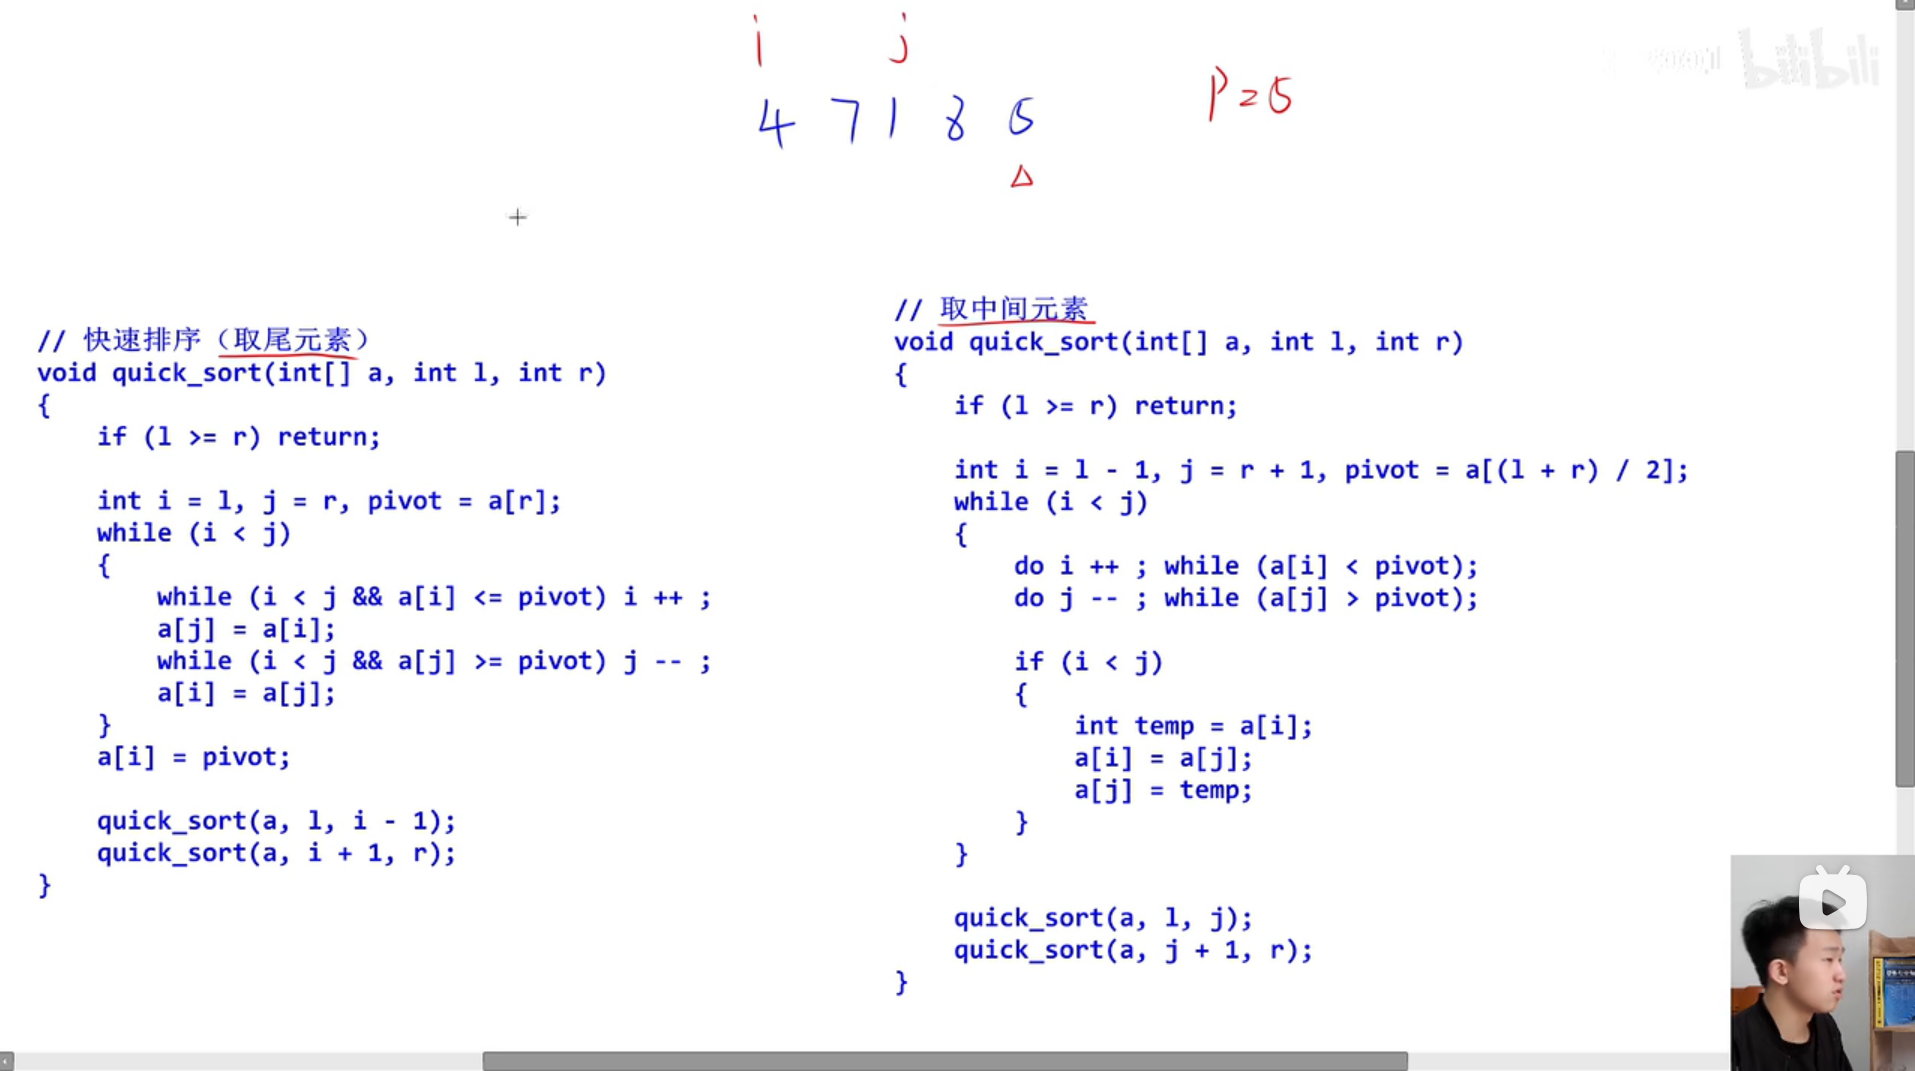 i j
4 7 1 8 5
P=5
Δ
bilibili
// 快速排序（取尾元素）
void quick_sort(int[] a, int l, int r)
{
    if (l >= r) return;
    int i = l, j = r, pivot = a[r];
    while (i < j)
    {
        while (i < j && a[i] <= pivot) i ++ ;
        a[j] = a[i];
        while (i < j && a[j] >= pivot) j -- ;
        a[i] = a[j];
    }
    a[i] = pivot;
    quick_sort(a, l, i - 1);
    quick_sort(a, i + 1, r);
}
// 取中间元素
void quick_sort(int[] a, int l, int r)
{
    if (l >= r) return;
    int i = l - 1, j = r + 1, pivot = a[(l + r) / 2];
    while (i < j)
    {
        do i ++ ; while (a[i] < pivot);
        do j -- ; while (a[j] > pivot);
        if (i < j)
        {
            int temp = a[i];
            a[i] = a[j];
            a[j] = temp;
        }
    }
    quick_sort(a, l, j);
    quick_sort(a, j + 1, r);
}